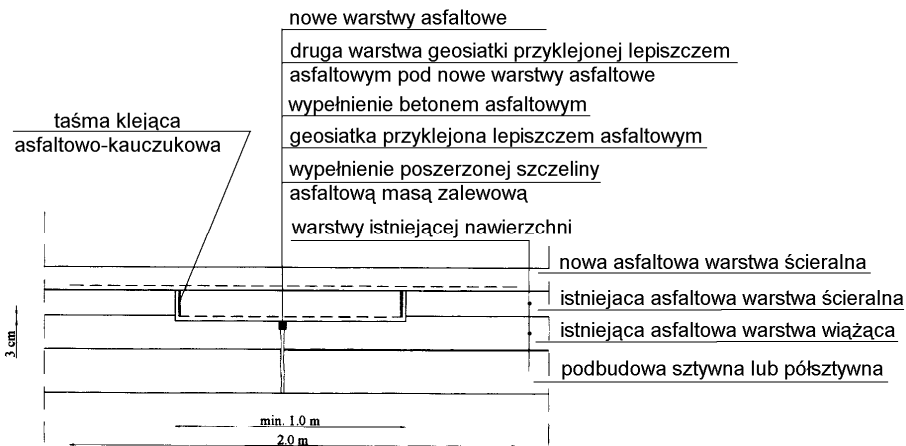 nowe warstwy asfaltowe
druga warstwa geosiatki przyklejonej lepiszczem
asfaltowym pod nowe warstwy asfaltowe
wypełnienie betonem asfaltowym
taśma klejąca
asfaltowo-kauczukowa
geosiatka przyklejona lepiszczem asfaltowym
wypełnienie poszerzonej szczeliny
asfaltową masą zalewową
warstwy istniejącej nawierzchni
nowa asfaltowa warstwa ścieralna
istniejaca asfaltowa warstwa ścieralna
istniejąca asfaltowa warstwa wiążąca
podbudowa sztywna lub półsztywna
3 cm
min. 1.0 m
2.0 m